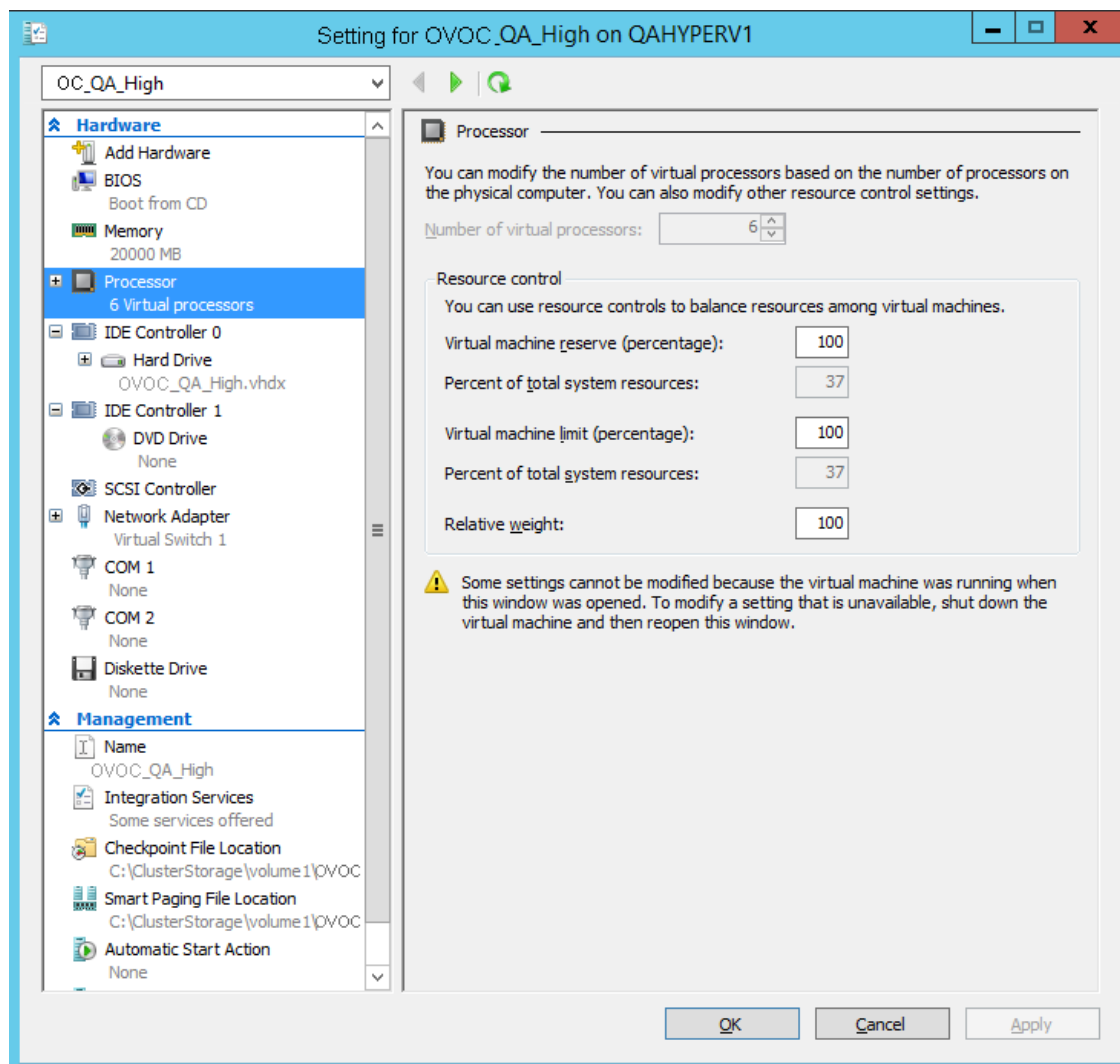 Setting for OVOC_QA_High on QAHYPERV1
OC_QA_High
Hardware
Add Hardware
BIOS
Boot from CD
Memory
20000 MB
Processor
6 Virtual processors
IDE Controller 0
Hard Drive
OVOC_QA_High.vhdx
IDE Controller 1
DVD Drive
None
SCSI Controller
Network Adapter
Virtual Switch 1
COM 1
None
COM 2
None
Diskette Drive
None
Management
Name
OVOC_QA_High
Integration Services
Some services offered
Checkpoint File Location
C:\ClusterStorage\volume1\OVOC
Smart Paging File Location
C:\ClusterStorage\volume1\OVOC
Automatic Start Action
None
Processor
You can modify the number of virtual processors based on the number of processors on
the physical computer. You can also modify other resource control settings.
Number of virtual processors: 6
Resource control
You can use resource controls to balance resources among virtual machines.
Virtual machine reserve (percentage): 100
Percent of total system resources: 37
Virtual machine limit (percentage): 100
Percent of total system resources: 37
Relative weight: 100
Some settings cannot be modified because the virtual machine was running when
this window was opened. To modify a setting that is unavailable, shut down the
virtual machine and then reopen this window.
OK Cancel Apply